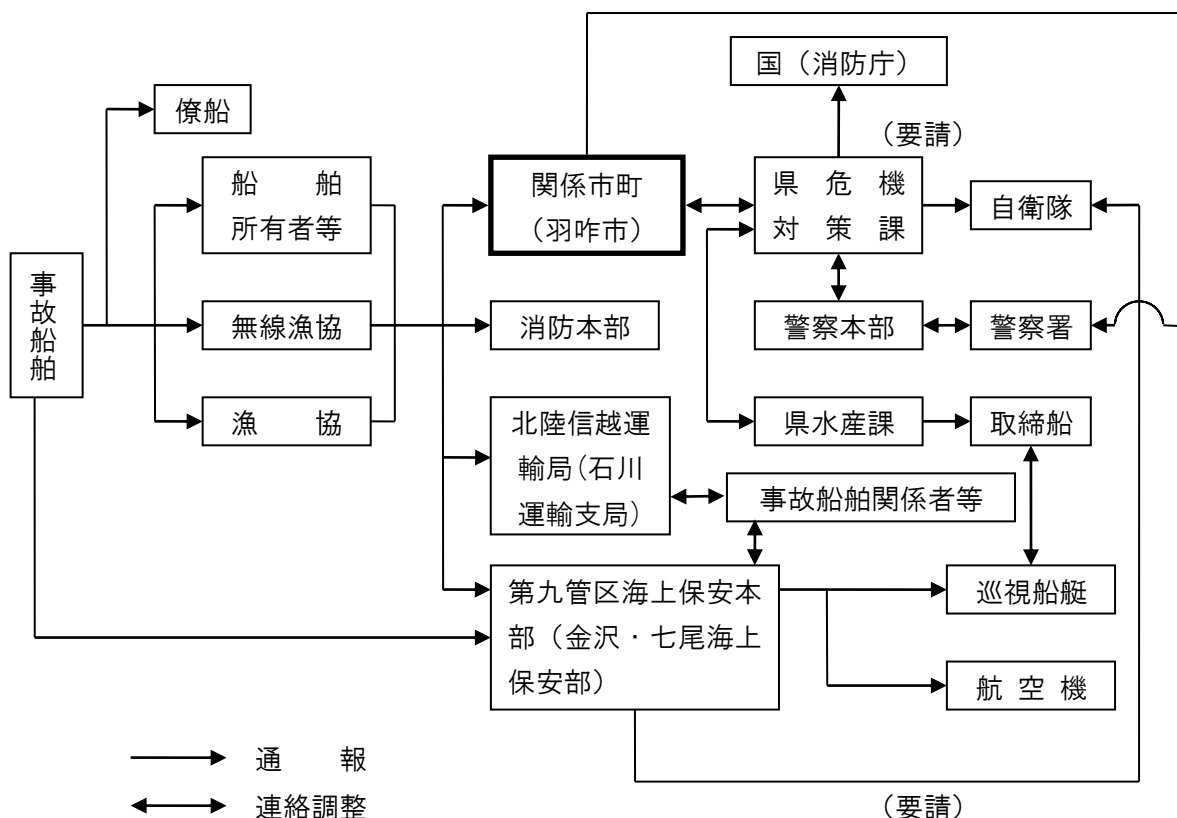 国（消防庁）
僚船
（要請）
船　　舶
所有者等
関係市町
（羽咋市）
県　危　機
対　策　課
自衛隊
事故船舶
無線漁協
消防本部
警察本部
警察署
漁　　協
北陸信越運
輸局（石川
運輸支局）
県水産課
取締船
事故船舶関係者等
第九管区海上保安本
部（金沢・七尾海上
保安部）
巡視船艇
航 空 機
通　　報
連絡調整
（要請）